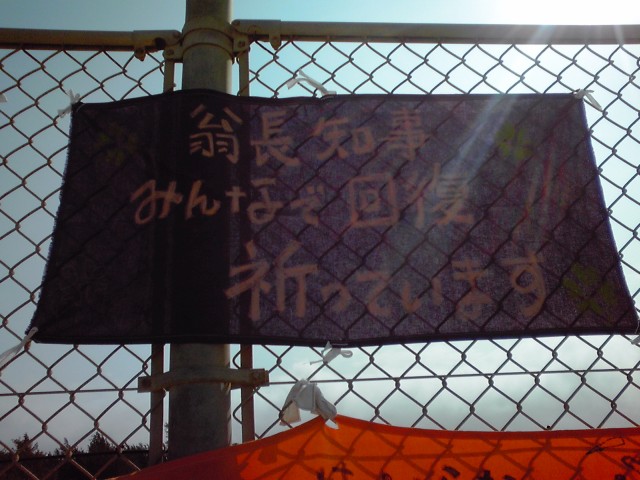 翁長知事
みんなで回復
祈っています